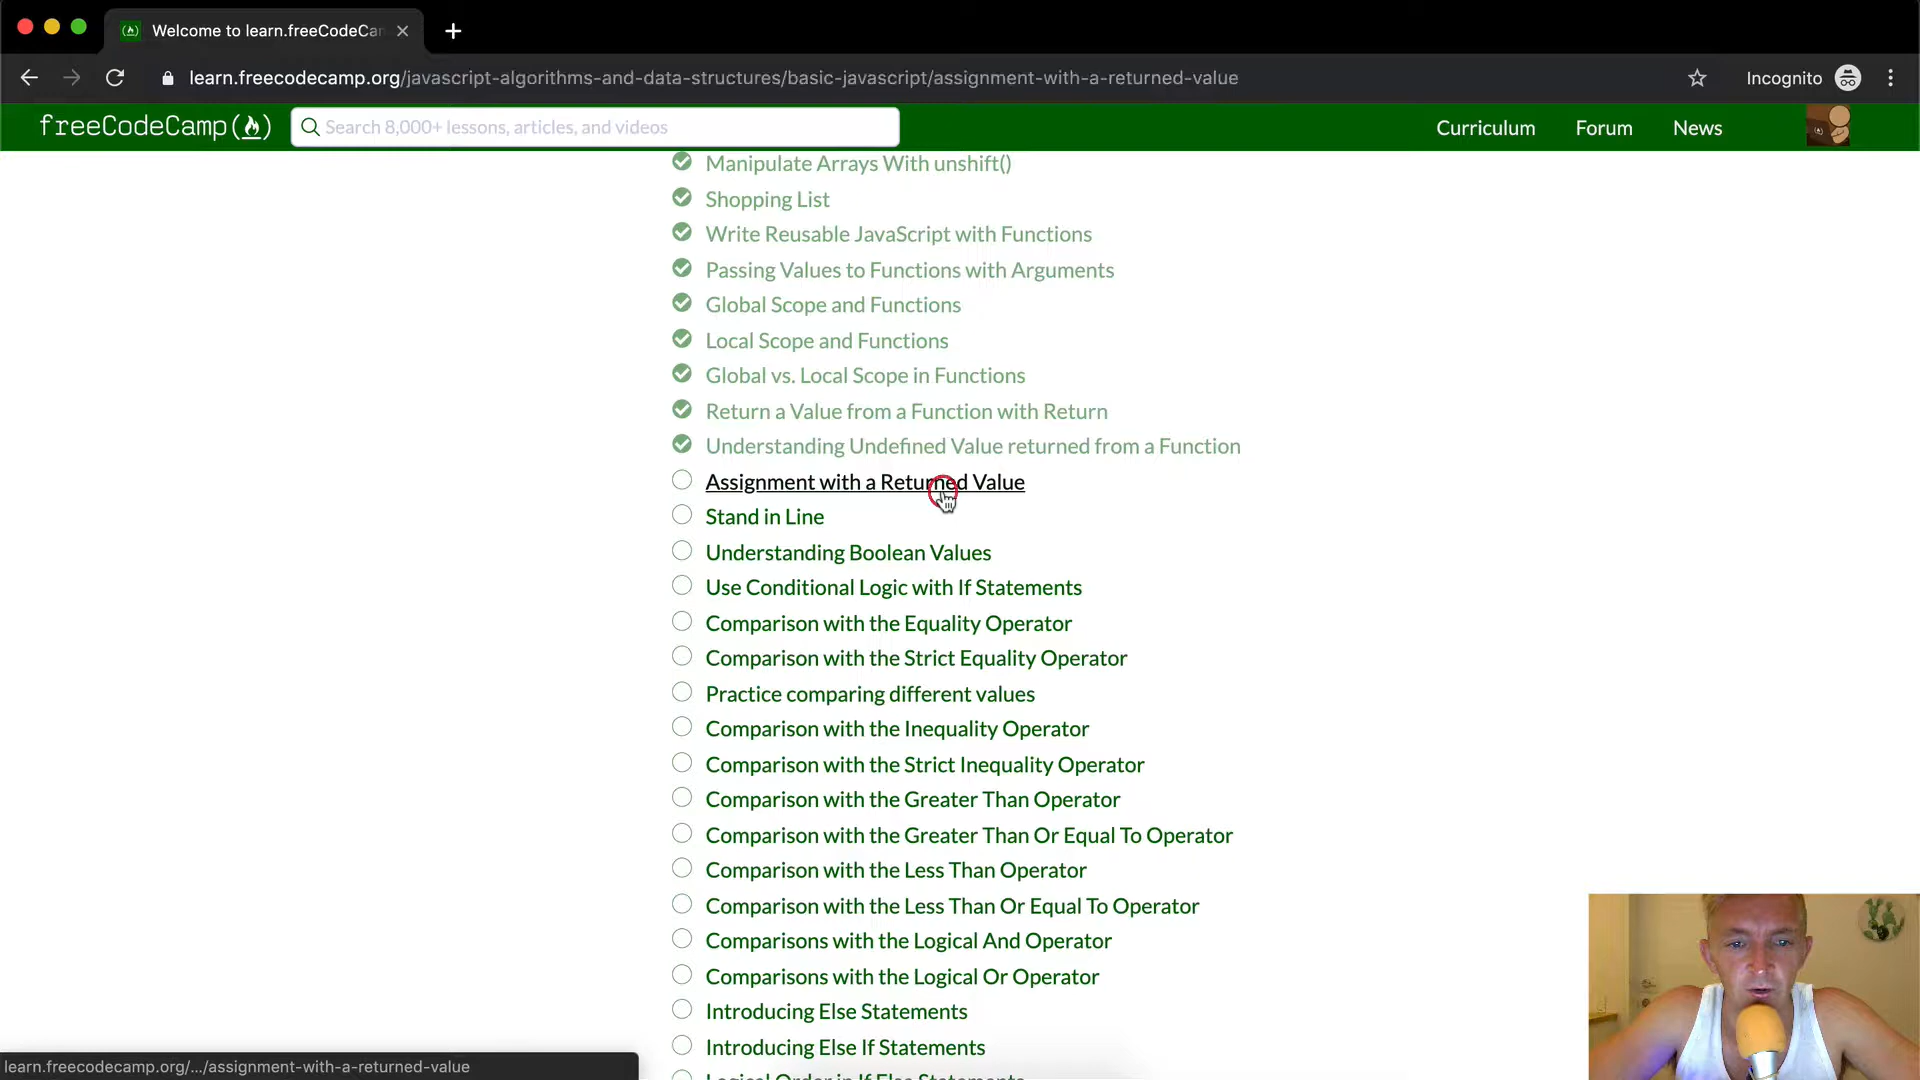 Welcome to learn.freeCodeCa
learn.freecodecamp.org/javascript-algorithms-and-data-structures/basic-javascript/assignment-with-a-returned-value
Incognito
freeCodeCamp
Search 8,000+ lessons, articles, and videos
Curriculum
Forum
News
Manipulate Arrays With unshift()
Shopping List
Write Reusable JavaScript with Functions
Passing Values to Functions with Arguments
Global Scope and Functions
Local Scope and Functions
Global vs. Local Scope in Functions
Return a Value from a Function with Return
Understanding Undefined Value returned from a Function
Assignment with a Returned Value
Stand in Line
Understanding Boolean Values
Use Conditional Logic with If Statements
Comparison with the Equality Operator
Comparison with the Strict Equality Operator
Practice comparing different values
Comparison with the Inequality Operator
Comparison with the Strict Inequality Operator
Comparison with the Greater Than Operator
Comparison with the Greater Than Or Equal To Operator
Comparison with the Less Than Operator
Comparison with the Less Than Or Equal To Operator
Comparisons with the Logical And Operator
Comparisons with the Logical Or Operator
Introducing Else Statements
Introducing Else If Statements
Logical Order in If Else Statements
learn.freecodecamp.org/.../assignment-with-a-returned-value